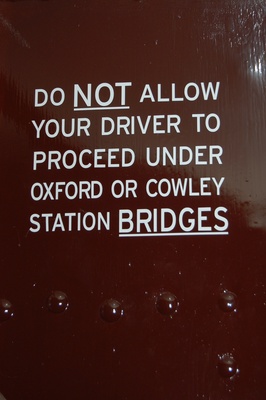 DO NOT ALLOW
YOUR DRIVER TO
PROCEED UNDER
OXFORD OR COWLEY
STATION BRIDGES